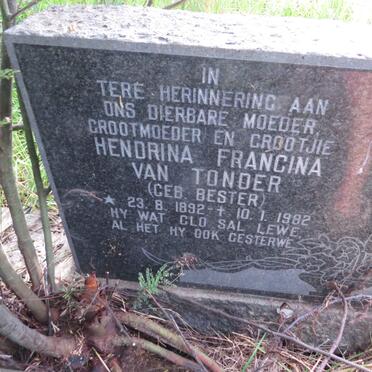 IN
TERE HERINNERING AAN
ONS DIERBARE MOEDER
GROOTMOEDER EN GROOTJIE
HENDRINA FRANCINA
VAN TONDER
(GEB. BESTER)
★ 23. 8. 1892 - ✝ 10. 1. 1982
HY WAT GLO SAL LEWE
AL HET HY OOK GESTERWE